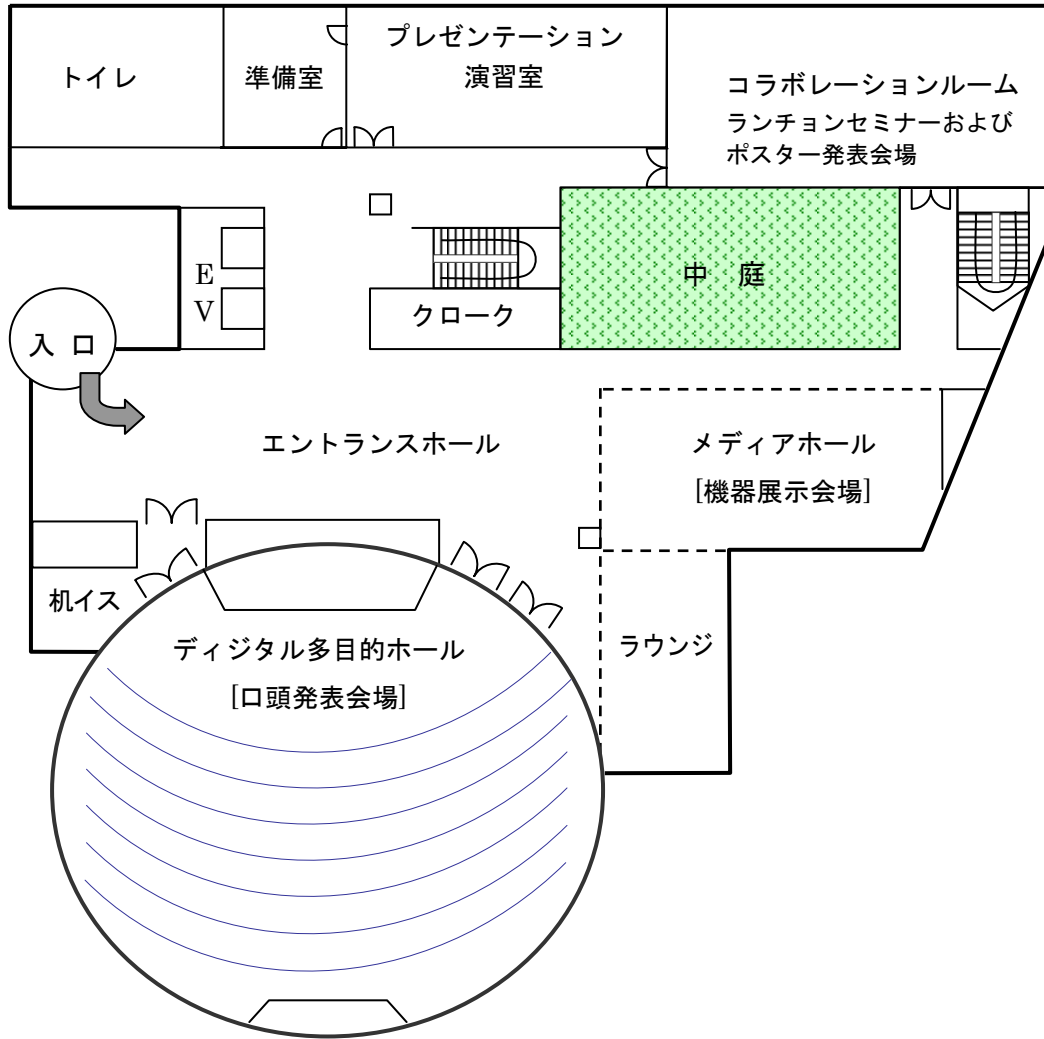 トイレ
準備室
プレゼンテーション
演習室
コラボレーションルーム
ランチョンセミナーおよび
ポスター発表会場
E
V
クローク
中 庭
入 口
エントランスホール
メディアホール
[機器展示会場]
机イス
ディジタル多目的ホール
[口頭発表会場]
ラウンジ